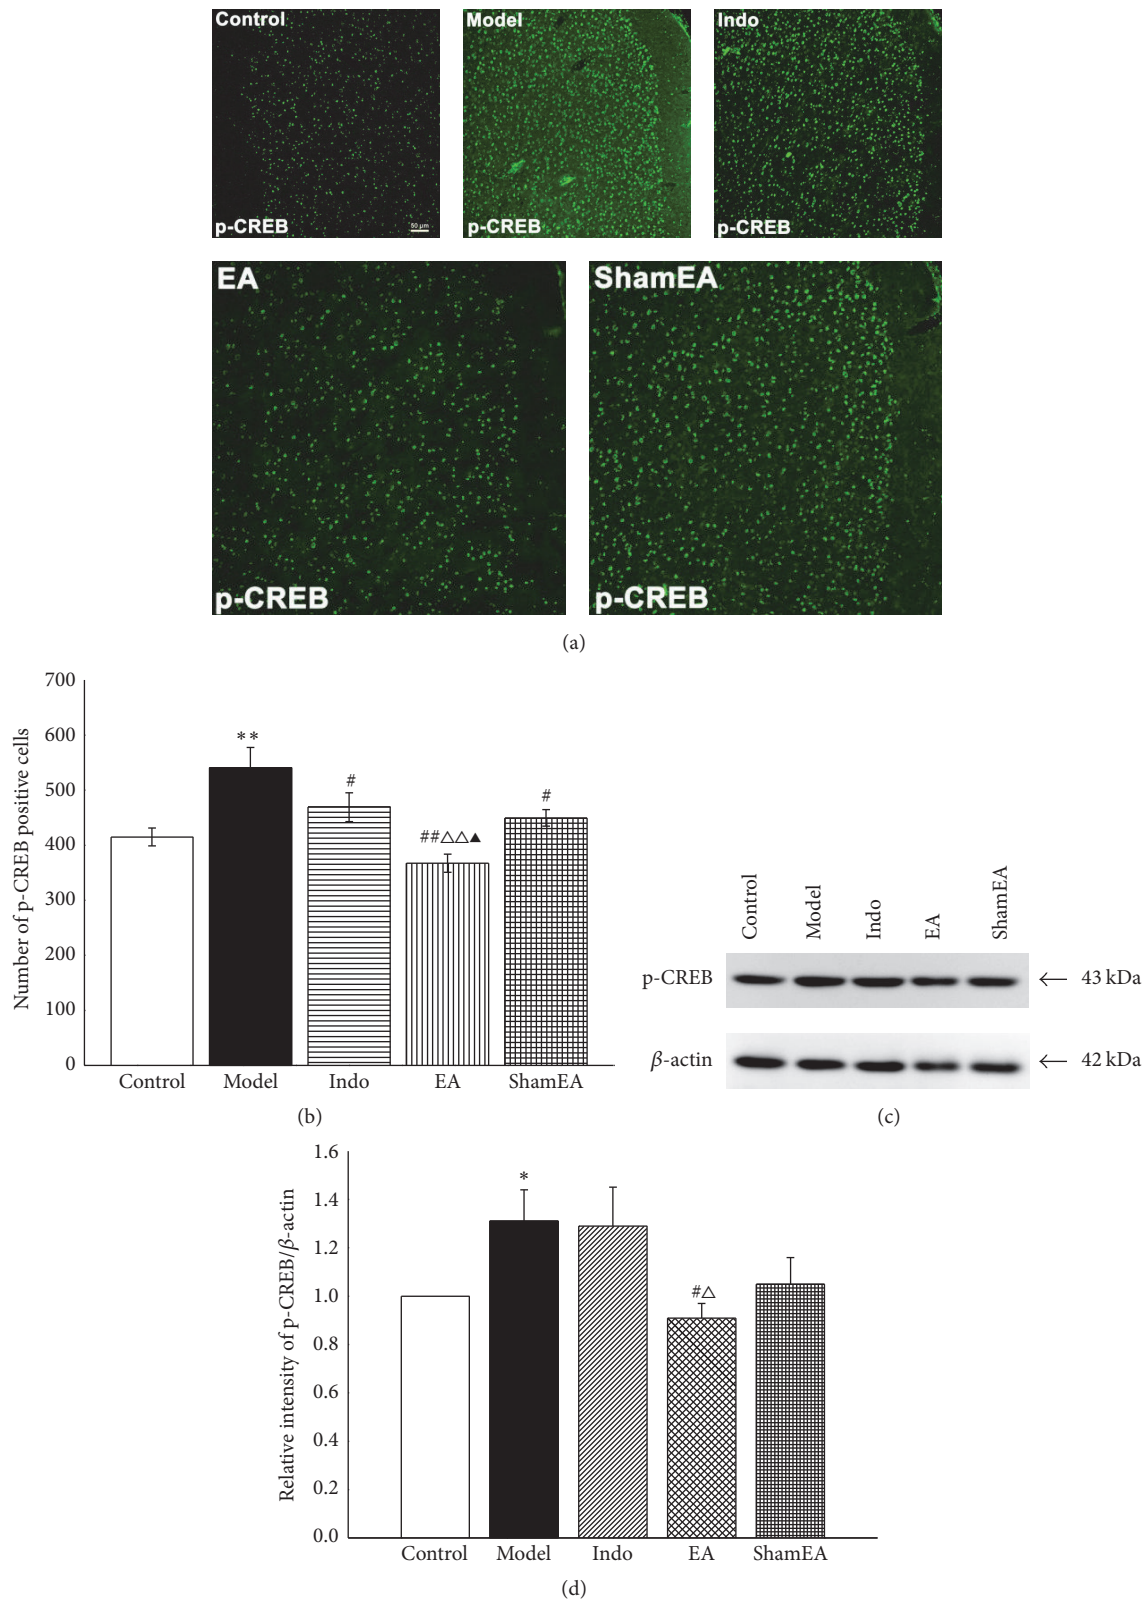 Control
p-CREB
50 µm
Model
p-CREB
Indo
p-CREB
EA
p-CREB
ShamEA
p-CREB
(a)
Number of p-CREB positive cells
700
600
500
400
300
200
100
0
**
#
##△△▲
#
Control
Model
Indo
EA
ShamEA
(b)
Control
Model
Indo
EA
ShamEA
p-CREB
← 43 kDa
β-actin
← 42 kDa
(c)
Relative intensity of p-CREB/β-actin
1.6
1.4
1.2
1.0
0.8
0.6
0.4
0.2
0.0
*
#△
Control
Model
Indo
EA
ShamEA
(d)